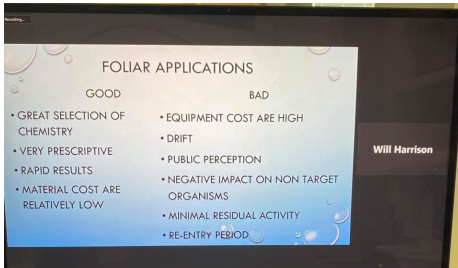 Recording...
FOLIAR APPLICATIONS
GOOD
• GREAT SELECTION OF
CHEMISTRY
• VERY PRESCRIPTIVE
• RAPID RESULTS
• MATERIAL COST ARE
RELATIVELY LOW
BAD
• EQUIPMENT COST ARE HIGH
• DRIFT
• PUBLIC PERCEPTION
• NEGATIVE IMPACT ON NON TARGET
ORGANISMS
• MINIMAL RESIDUAL ACTIVITY
• RE-ENTRY PERIOD
Will Harrison